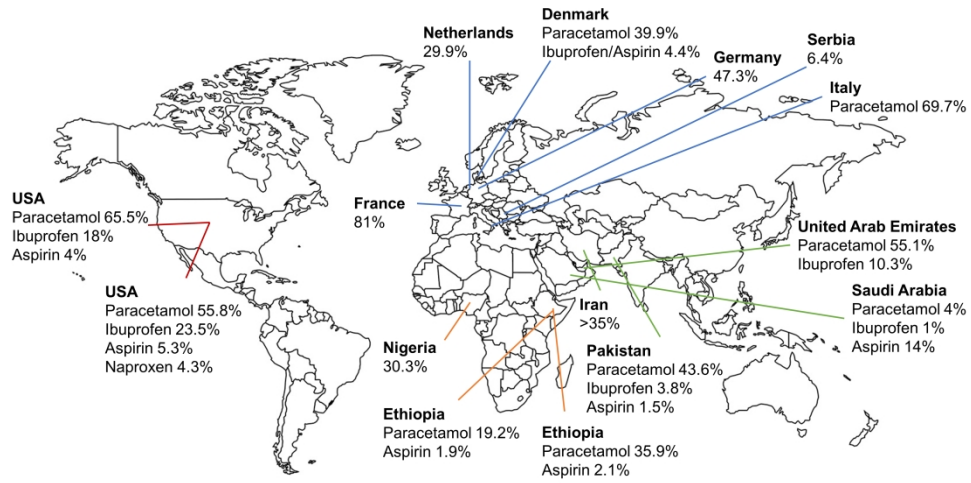 Netherlands
29.9%
Denmark
Paracetamol 39.9%
Ibuprofen/Aspirin 4.4%
Germany
47.3%
Serbia
6.4%
Italy
Paracetamol 69.7%
USA
Paracetamol 65.5%
Ibuprofen 18%
Aspirin 4%
France
81%
United Arab Emirates
Paracetamol 55.1%
Ibuprofen 10.3%
USA
Paracetamol 55.8%
Ibuprofen 23.5%
Aspirin 5.3%
Naproxen 4.3%
Saudi Arabia
Paracetamol 4%
Ibuprofen 1%
Aspirin 14%
Iran
>35%
Nigeria
30.3%
Pakistan
Paracetamol 43.6%
Ibuprofen 3.8%
Aspirin 1.5%
Ethiopia
Paracetamol 19.2%
Aspirin 1.9%
Ethiopia
Paracetamol 35.9%
Aspirin 2.1%